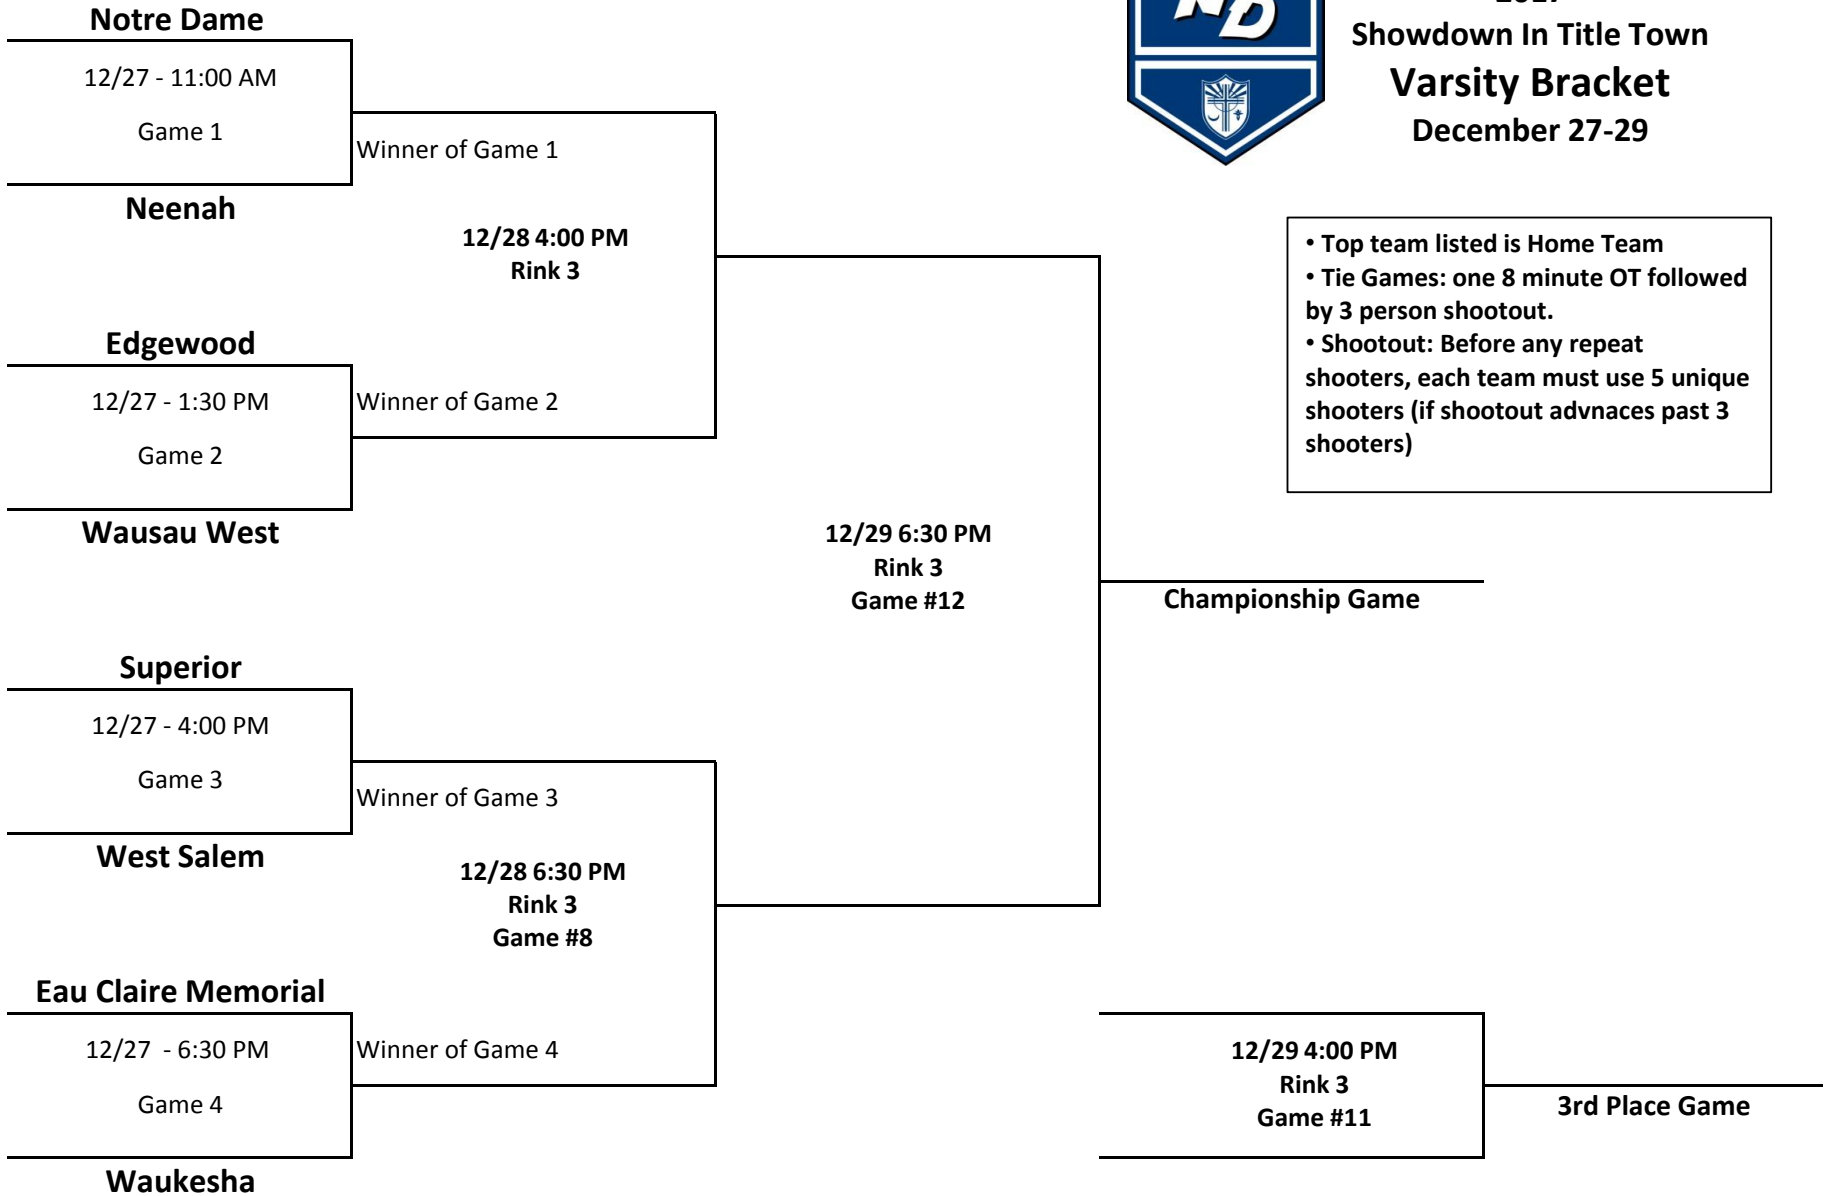 Notre Dame
12/27 - 11:00 AM
Game 1
Neenah
Winner of Game 1
12/28 4:00 PM
Rink 3
Edgewood
12/27 - 1:30 PM
Game 2
Wausau West
Winner of Game 2
Superior
12/27 - 4:00 PM
Game 3
West Salem
Winner of Game 3
12/28 6:30 PM
Rink 3
Game #8
Eau Claire Memorial
12/27 - 6:30 PM
Game 4
Waukesha
Winner of Game 4
12/29 6:30 PM
Rink 3
Game #12
Championship Game
ND
2017
Showdown In Title Town
Varsity Bracket
December 27-29
• Top team listed is Home Team
• Tie Games: one 8 minute OT followed
by 3 person shootout.
• Shootout: Before any repeat
shooters, each team must use 5 unique
shooters (if shootout advnaces past 3
shooters)
12/29 4:00 PM
Rink 3
Game #11
3rd Place Game